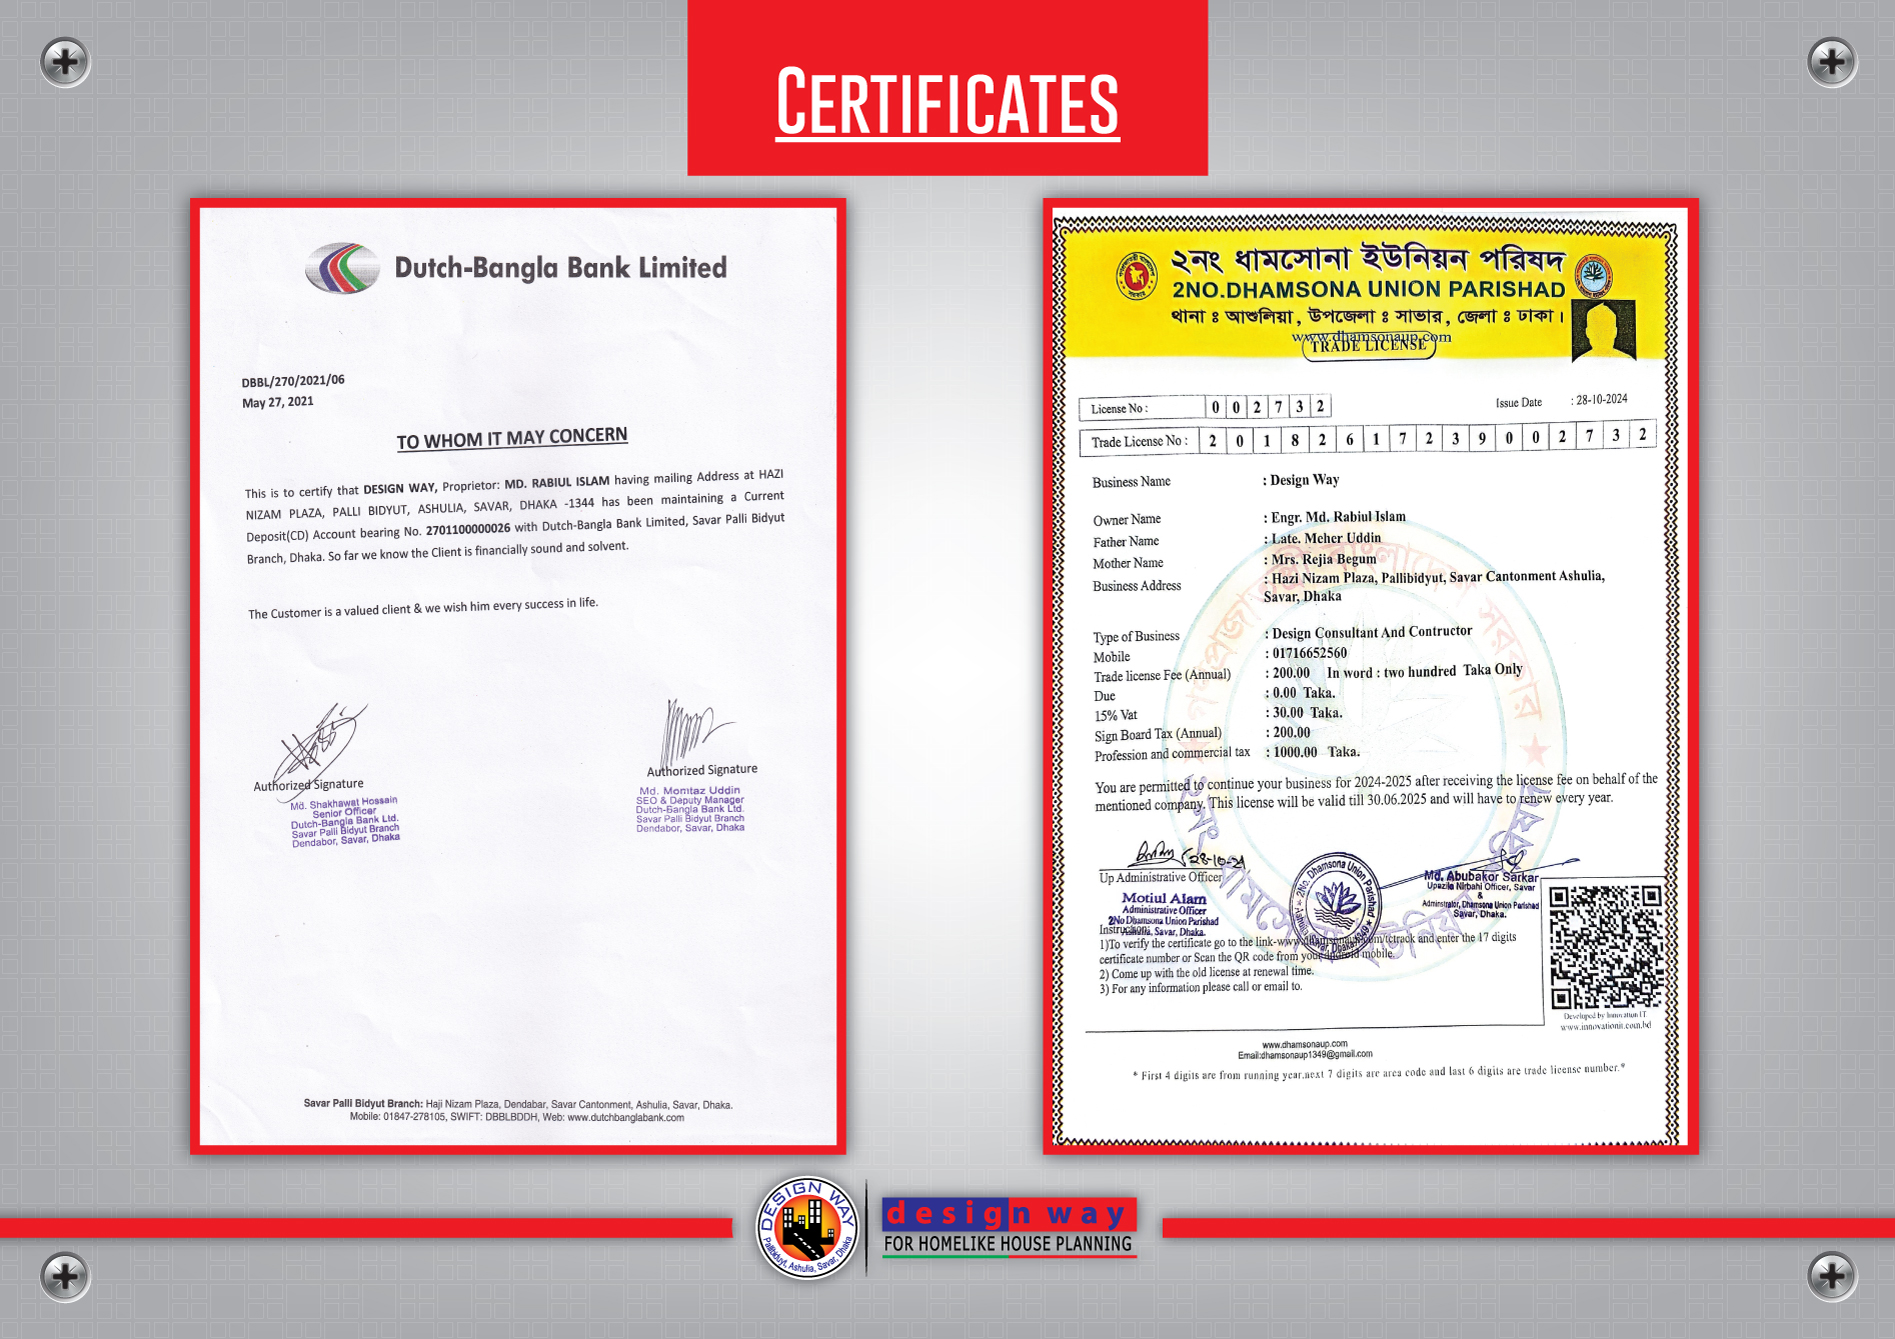 CERTIFICATES
Dutch-Bangla Bank Limited
DBBL/270/2021/06
May 27, 2021
TO WHOM IT MAY CONCERN
This is to certify that DESIGN WAY, Proprietor: MD. RABIUL ISLAM having mailing Address at HAZI
NIZAM PLAZA, PALLI BIDYUT, ASHULIA, SAVAR, DHAKA -1344 has been maintaining a Current
Deposit(CD) Account bearing No. 2701100000026 with Dutch-Bangla Bank Limited, Savar Palli Bidyut
Branch, Dhaka. So far we know the Client is financially sound and solvent.
The Customer is a valued client & we wish him every success in life.
Authorized Signature
Md. Shakhawat Hossain
Senior Officer
Dutch-Bangla Bank Ltd.
Savar Palli Bidyut Branch
Dendabor, Savar, Dhaka
Authorized Signature
Md. Momtaz Uddin
SEO & Deputy Manager
Dutch-Bangla Bank Ltd.
Savar Palli Bidyut Branch
Dendabor, Savar, Dhaka
Savar Palli Bidyut Branch: Haji Nizam Plaza, Dendabar, Savar Cantonment, Ashulia, Savar, Dhaka.
Mobile: 01847-278105, SWIFT: DBBLBDDH, Web: www.dutchbanglabank.com
২নং ধামসোনা ইউনিয়ন পরিষদ
2NO.DHAMSONA UNION PARISHAD
থানা ঃ আশুলিয়া, উপজেলা ঃ সাভার, জেলা ঃ ঢাকা।
www.dhamsonaup.com
TRADE LICENSE
License No : 0 0 2 7 3 2
Issue Date : 28-10-2024
Trade License No : 2 0 1 8 2 6 1 7 2 3 9 0 0 2 7 3 2
Business Name : Design Way
Owner Name : Engr. Md. Rabiul Islam
Father Name : Late. Meher Uddin
Mother Name : Mrs. Rejia Begum
Business Address : Hazi Nizam Plaza, Pallibidyut, Savar Cantonment Ashulia,
Savar, Dhaka
Type of Business : Design Consultant And Contructor
Mobile : 01716652560
Trade license Fee (Annual) : 200.00 In word : two hundred Taka Only
Due : 0.00 Taka.
15% Vat : 30.00 Taka.
Sign Board Tax (Annual) : 200.00
Profession and commercial tax : 1000.00 Taka.
You are permitted to continue your business for 2024-2025 after receiving the license fee on behalf of the
mentioned company. This license will be valid till 30.06.2025 and will have to renew every year.
28-10-24
Up Administrative Officer
Motiul Alam
Administrative Officer
2No Dhamsona Union Parishad
Ashulia, Savar, Dhaka.
2No. Dhamsona Union Parishad
Ashulia, Savar, Dhaka-1349
Md. Abubakor Sarkar
Upazila Nirbahi Officer, Savar
&
Adminstrator, Dhamsona Union Parishad
Savar, Dhaka.
Instruction:
1)To verify the certificate go to the link-www.dhamsonaup.com/tctrack and enter the 17 digits
certificate number or Scan the QR code from your android mobile.
2) Come up with the old license at renewal time.
3) For any information please call or email to.
Developed by Innovation IT
www.innovationit.com.bd
www.dhamsonaup.com
Email:dhamsonaup1349@gmail.com
* First 4 digits are from running year,next 7 digits are area code and last 6 digits are trade license number.*
DESIGN WAY
Pallibidyut, Ashulia, Savar, Dhaka
design way
FOR HOMELIKE HOUSE PLANNING